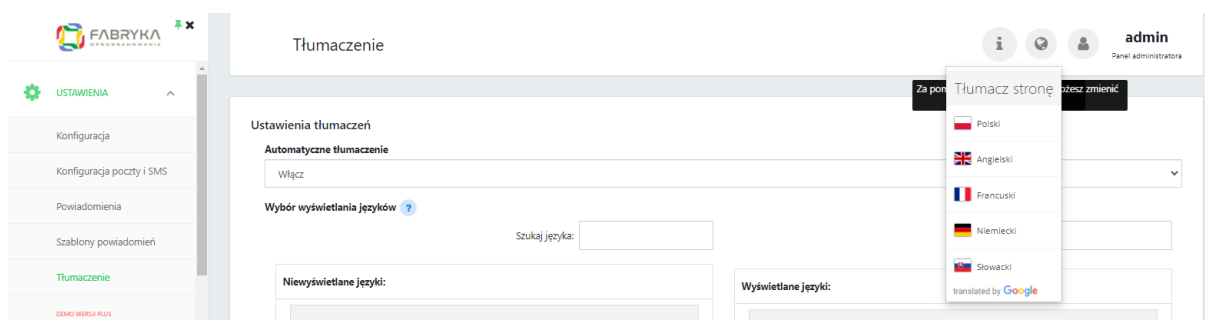 FABRYKA
OPROGRAMOWANIA
Tłumaczenie
i
admin
Panel administratora
USTAWIENIA
Konfiguracja
Konfiguracja poczty i SMS
Powiadomienia
Szablony powiadomień
Tłumaczenie
DEMO WERSJI PLUS
Za pom
ożesz zmienić
Tłumacz stronę
Polski
Angielski
Francuski
Niemiecki
Słowacki
translated by Google
Ustawienia tłumaczeń
Automatyczne tłumaczenie
Włącz
Wybór wyświetlania języków ?
Szukaj języka:
Niewyświetlane języki:
Wyświetlane języki: